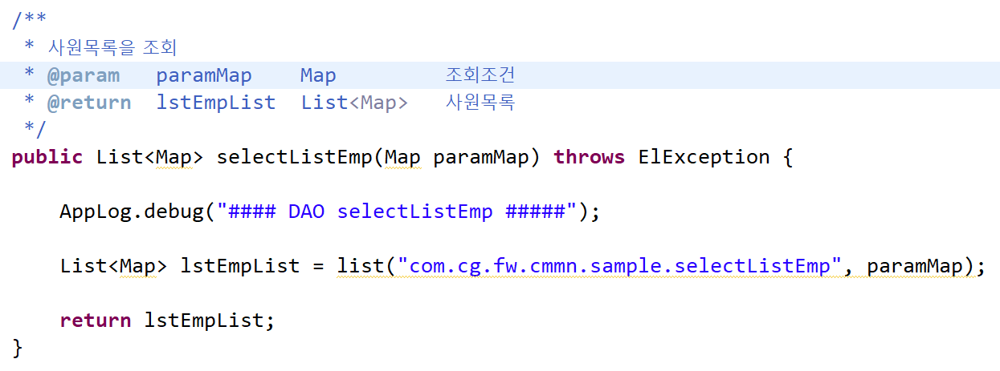 /**
 * 사원목록을 조회
 * @param   paramMap    Map         조회조건
 * @return  lstEmpList  List<Map>   사원목록
 */
public List<Map> selectListEmp(Map paramMap) throws ElException {
    AppLog.debug("#### DAO selectListEmp #####");
    List<Map> lstEmpList = list("com.cg.fw.cmmn.sample.selectListEmp", paramMap);
    return lstEmpList;
}